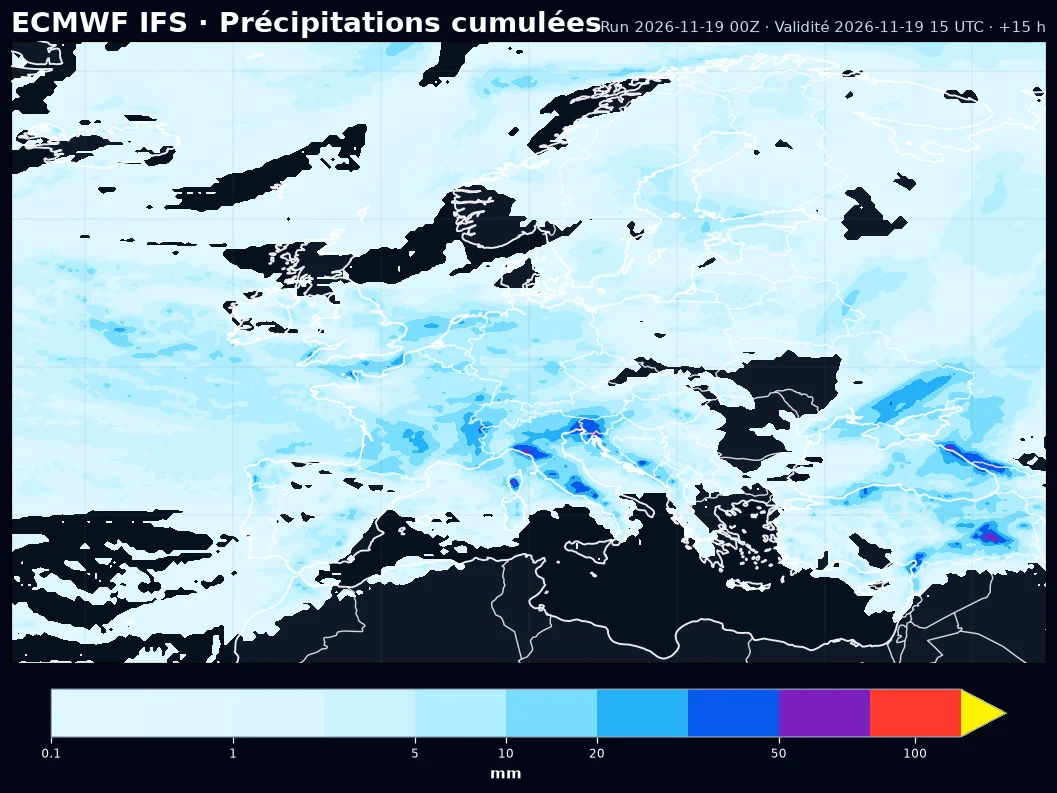 ECMWF IFS · Précipitations cumulées Run 2026-11-19 00Z · Validité 2026-11-19 15 UTC · +15 h
0.1 1 5 10 20 50 100
mm